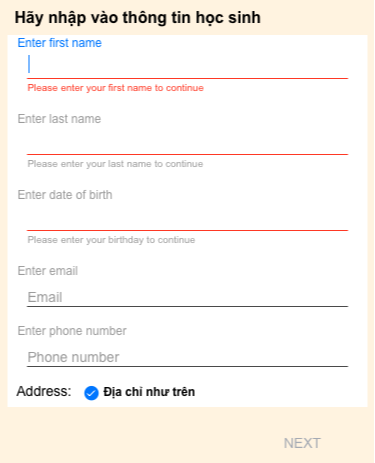 Hãy nhập vào thông tin học sinh
Enter first name
Please enter your first name to continue
Enter last name
Please enter your last name to continue
Enter date of birth
Please enter your birthday to continue
Enter email
Email
Enter phone number
Phone number
Address: Địa chỉ như trên
NEXT